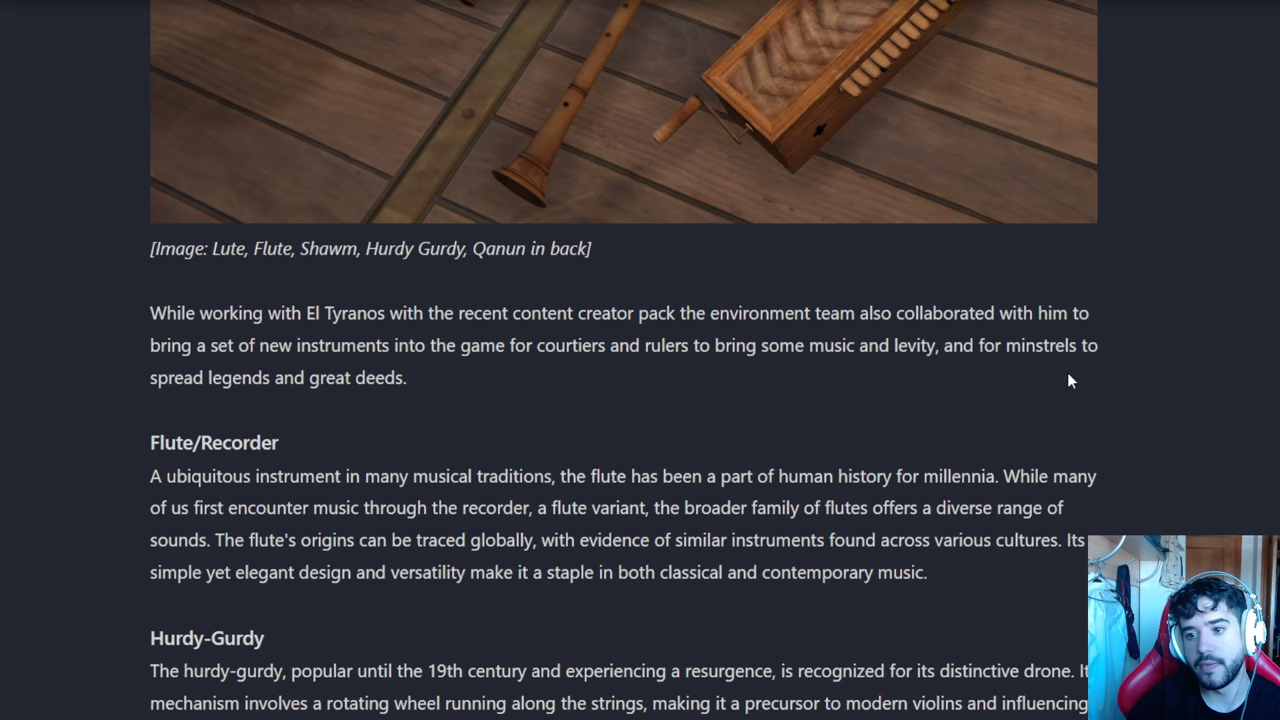 [Image: Lute, Flute, Shawm, Hurdy Gurdy, Qanun in back]
While working with El Tyranos with the recent content creator pack the environment team also collaborated with him to
bring a set of new instruments into the game for courtiers and rulers to bring some music and levity, and for minstrels to
spread legends and great deeds.
Flute/Recorder
A ubiquitous instrument in many musical traditions, the flute has been a part of human history for millennia. While many
of us first encounter music through the recorder, a flute variant, the broader family of flutes offers a diverse range of
sounds. The flute's origins can be traced globally, with evidence of similar instruments found across various cultures. Its
simple yet elegant design and versatility make it a staple in both classical and contemporary music.
Hurdy-Gurdy
The hurdy-gurdy, popular until the 19th century and experiencing a resurgence, is recognized for its distinctive drone.
mechanism involves a rotating wheel running along the strings, making it a precursor to modern violins and influencing